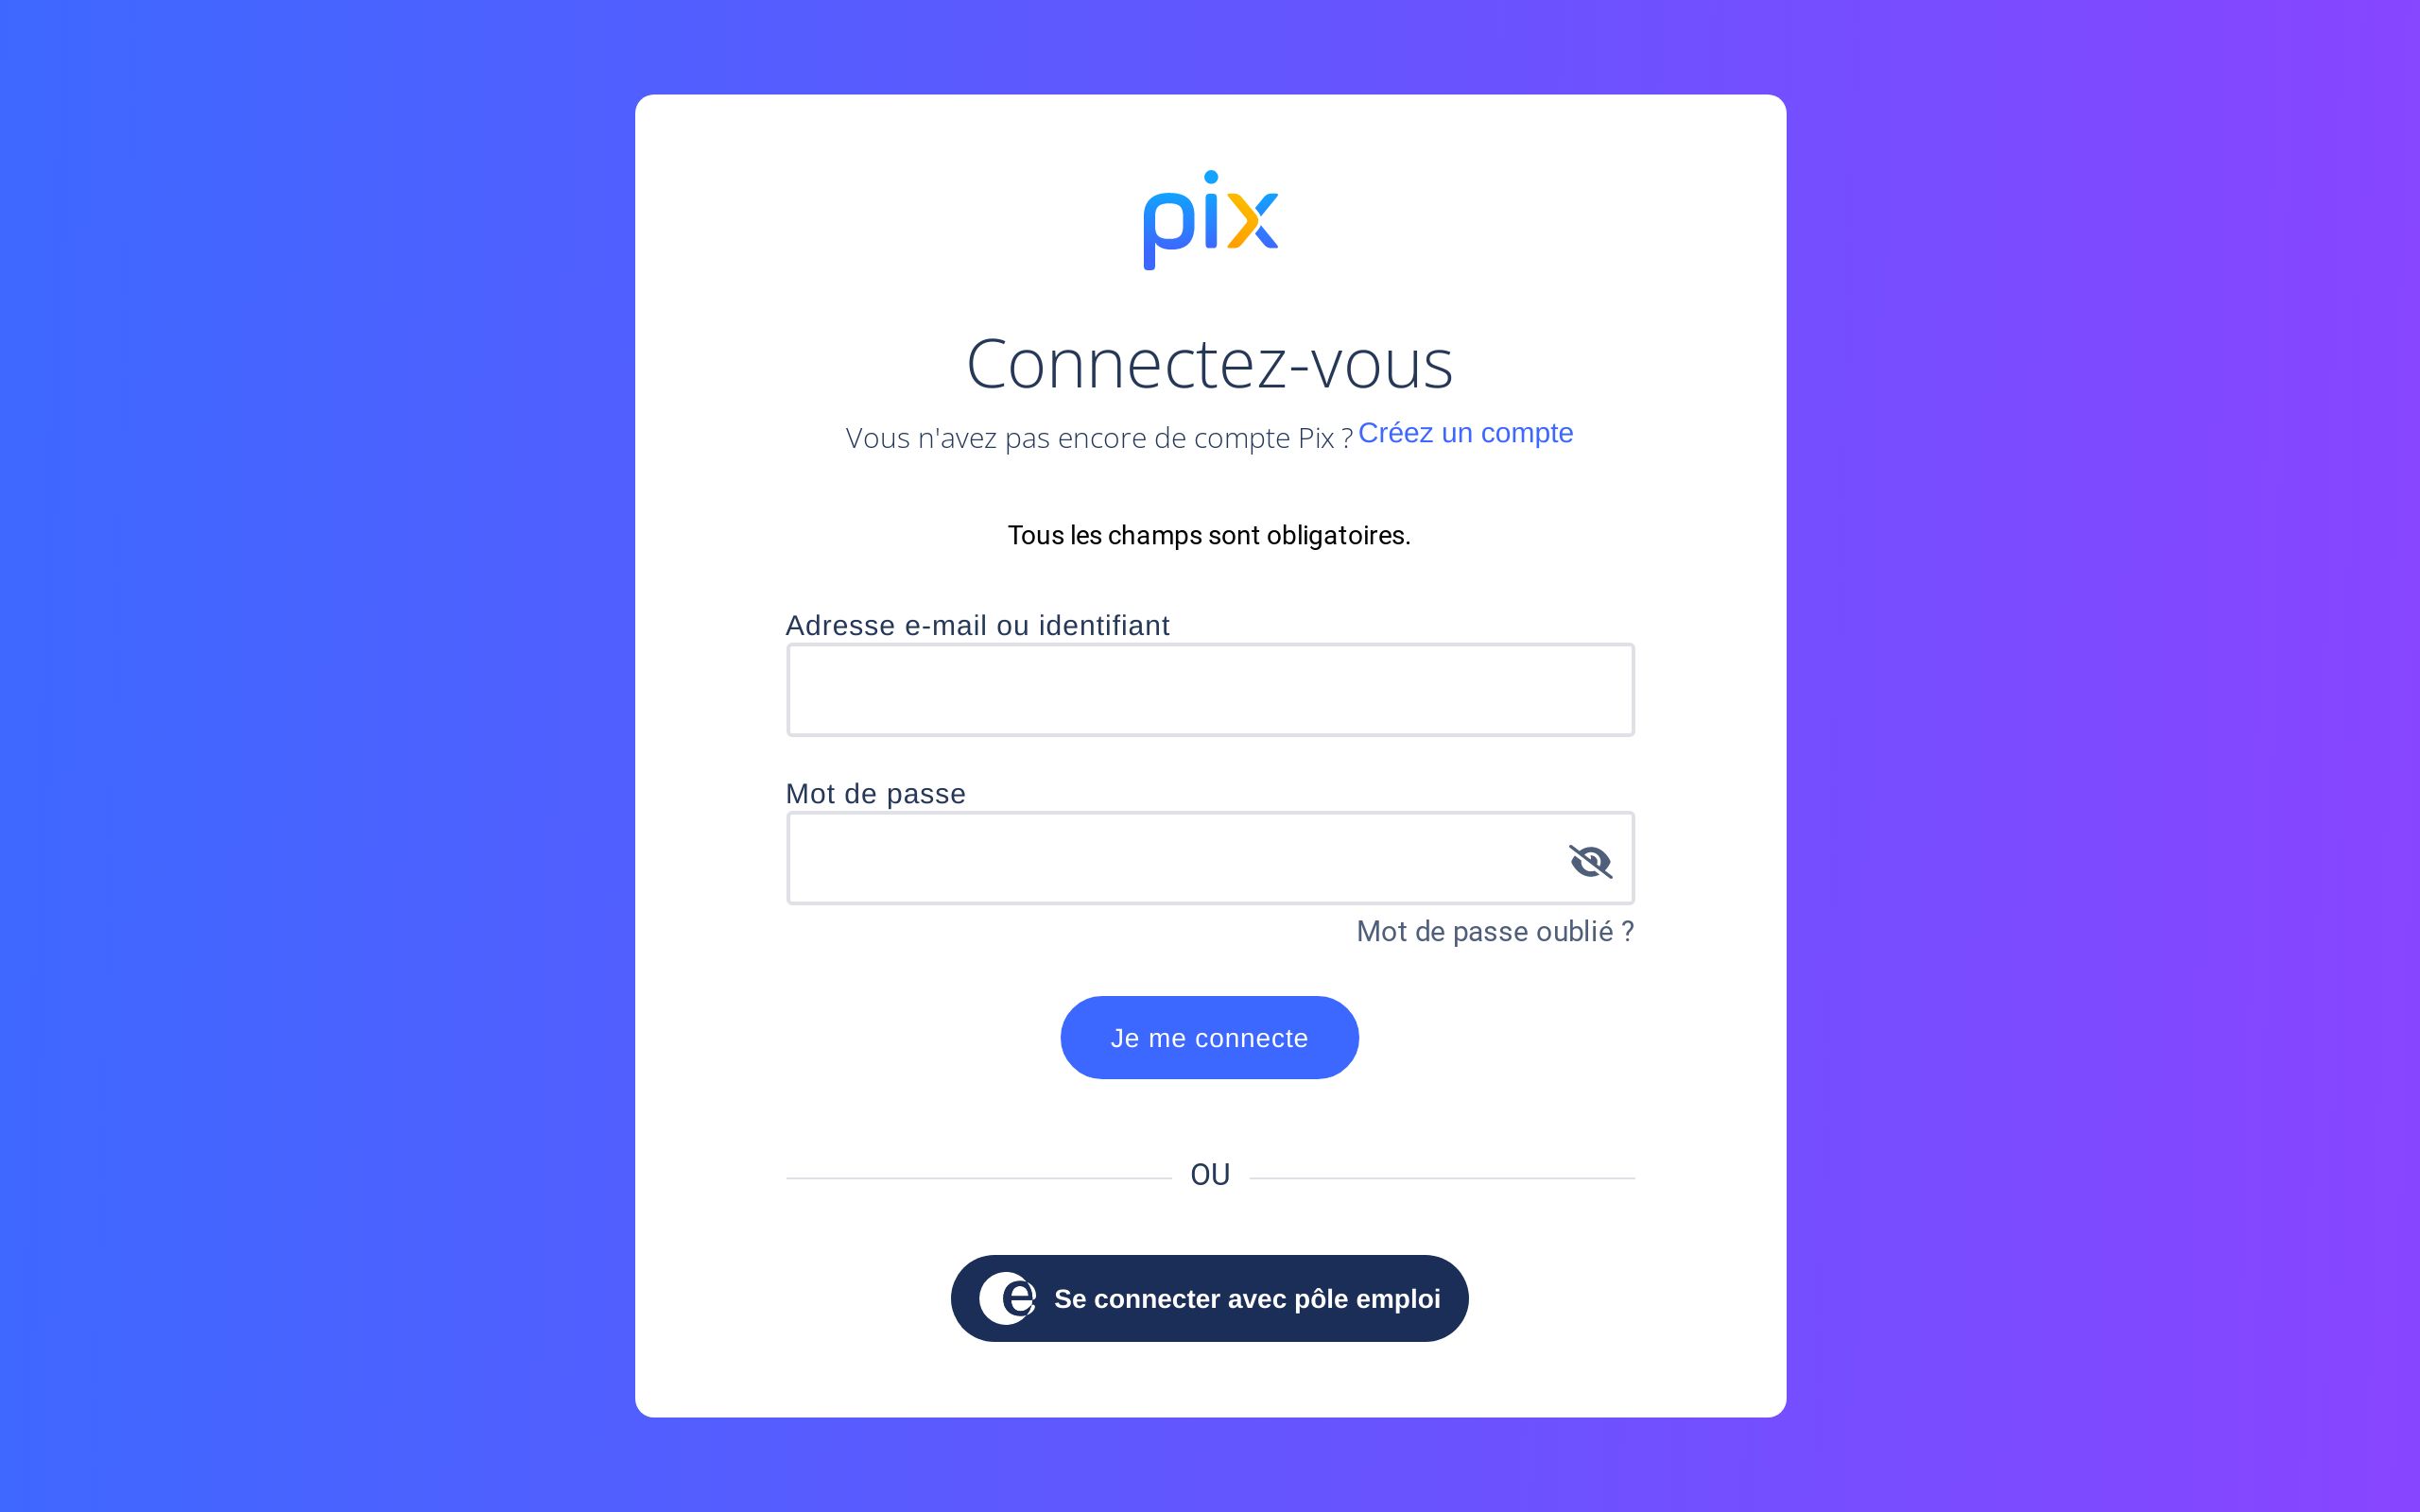 pix
Connectez-vous
Vous n'avez pas encore de compte Pix ? Créez un compte
Tous les champs sont obligatoires.
Adresse e-mail ou identifiant
Mot de passe
Mot de passe oublié ?
Je me connecte
OU
Se connecter avec pôle emploi